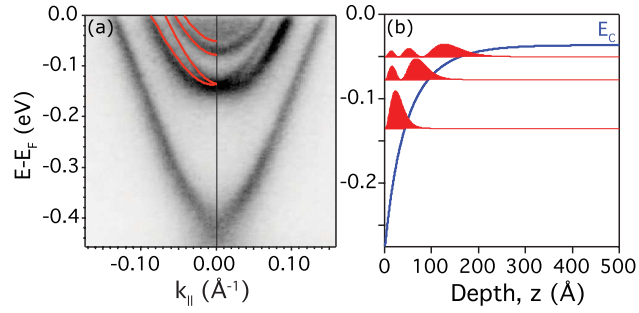 (a)
0.0
-0.1
-0.2
-0.3
-0.4
E-E_F (eV)
-0.10
0.00
0.10
k_|| (Å⁻¹)
(b)
E_C
0.0
-0.1
-0.2
0
100
200
300
400
500
Depth, z (Å)